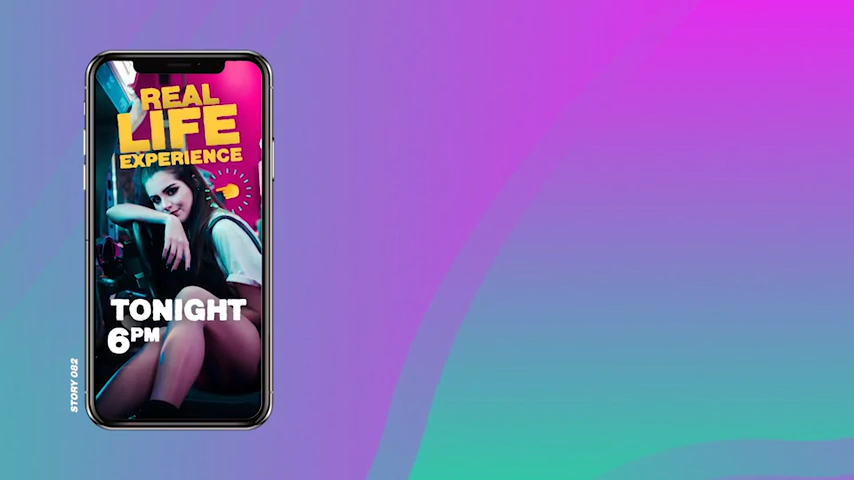 REAL
LIFE
EXPERIENCE
TONIGHT
6PM
STORY 082